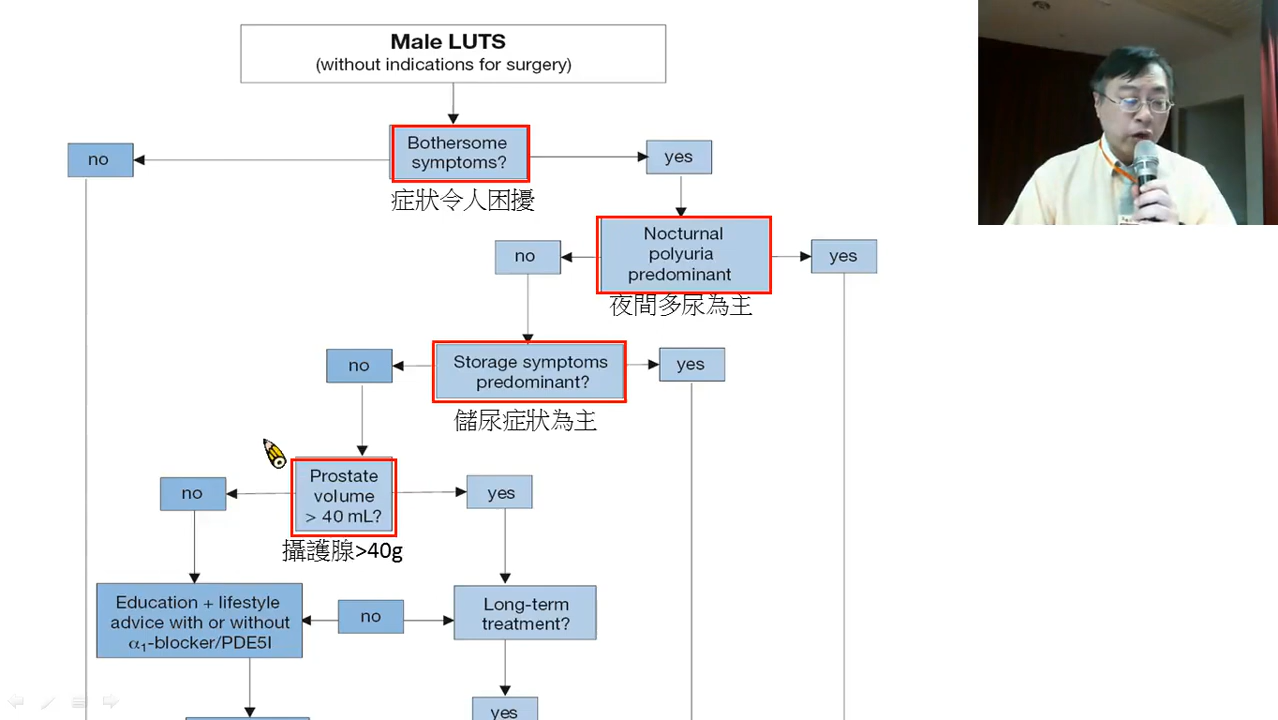 Male LUTS
(without indications for surgery)
Bothersome
symptoms?
no
yes
症狀令人困擾
Nocturnal
polyuria
predominant
no
yes
夜間多尿為主
Storage symptoms
predominant?
no
yes
儲尿症狀為主
Prostate
volume
> 40 mL?
no
yes
攝護腺>40g
Education + lifestyle
advice with or without
α1-blocker/PDE5I
no
Long-term
treatment?
yes